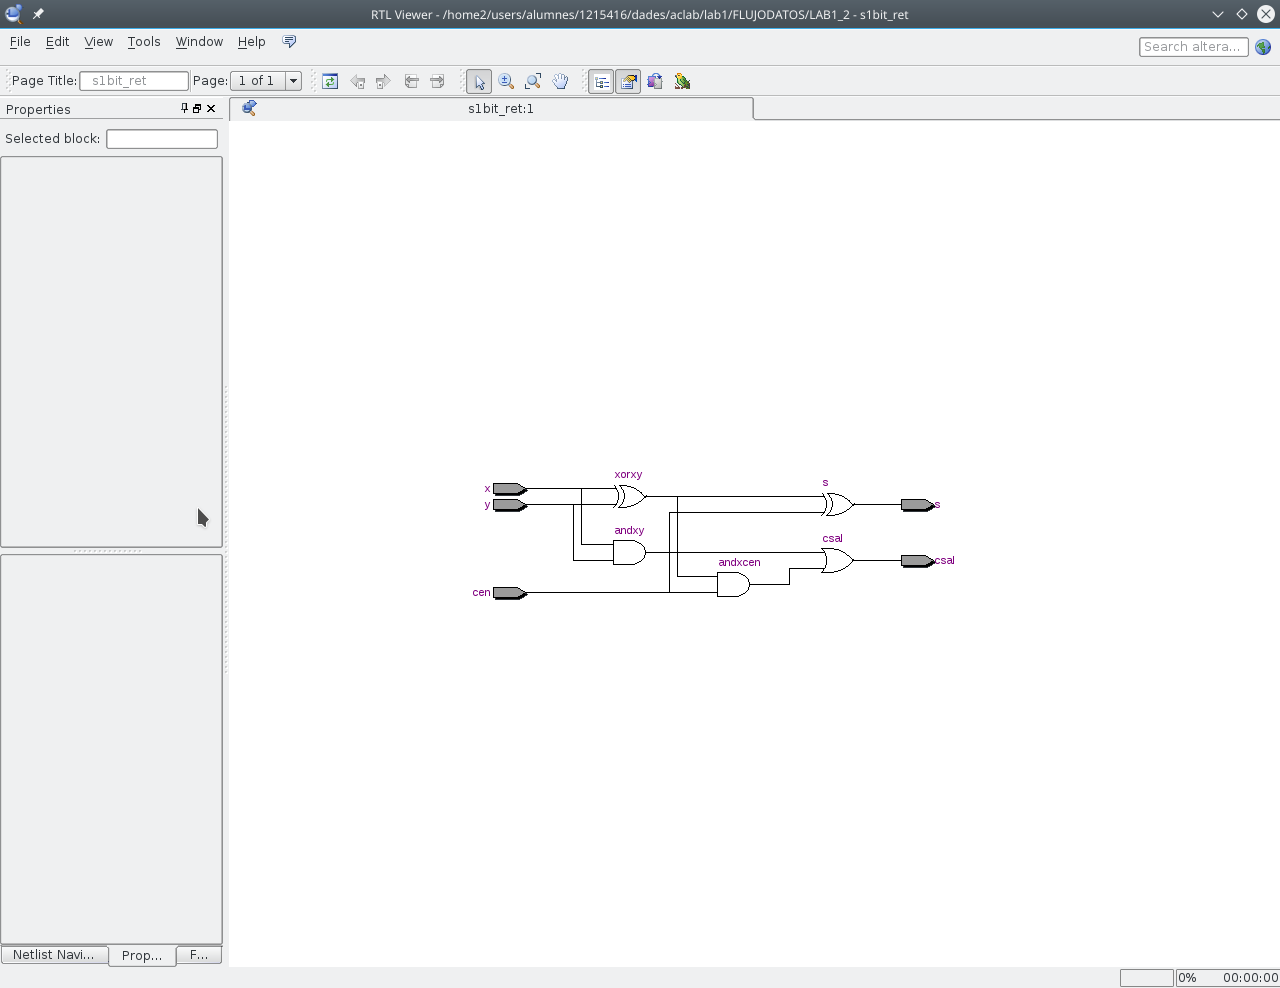 RTL Viewer - /home2/users/alumnes/1215416/dades/aclab/lab1/FLUJODATOS/LAB1_2 - s1bit_ret
File Edit View Tools Window Help
Search altera...
Page Title: s1bit_ret Page: 1 of 1
Properties
s1bit_ret:1
Selected block:
xorxy
s
x
y
s
andxy
csal
andxcen
csal
cen
Netlist Navi... Prop... F...
0% 00:00:00